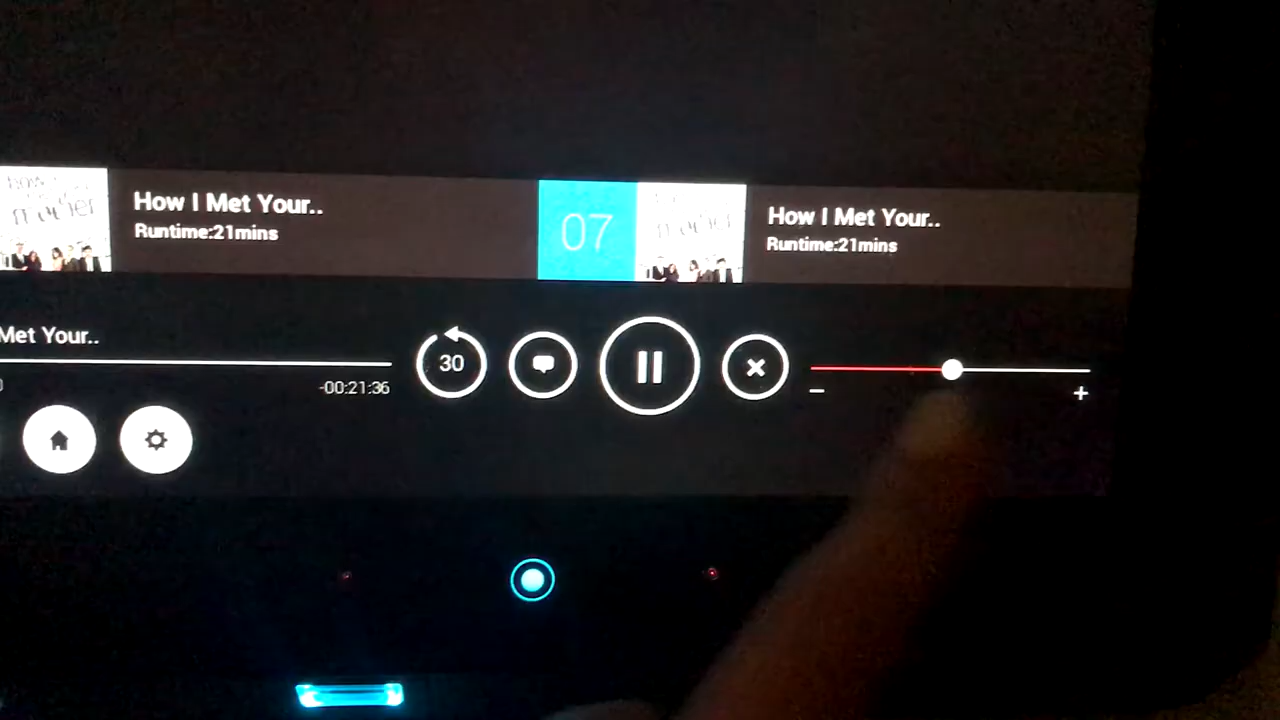 How I Met Your..
Runtime:21mins
07
How I Met Your..
Runtime:21mins
Met Your..
-00:21:36
30
− +